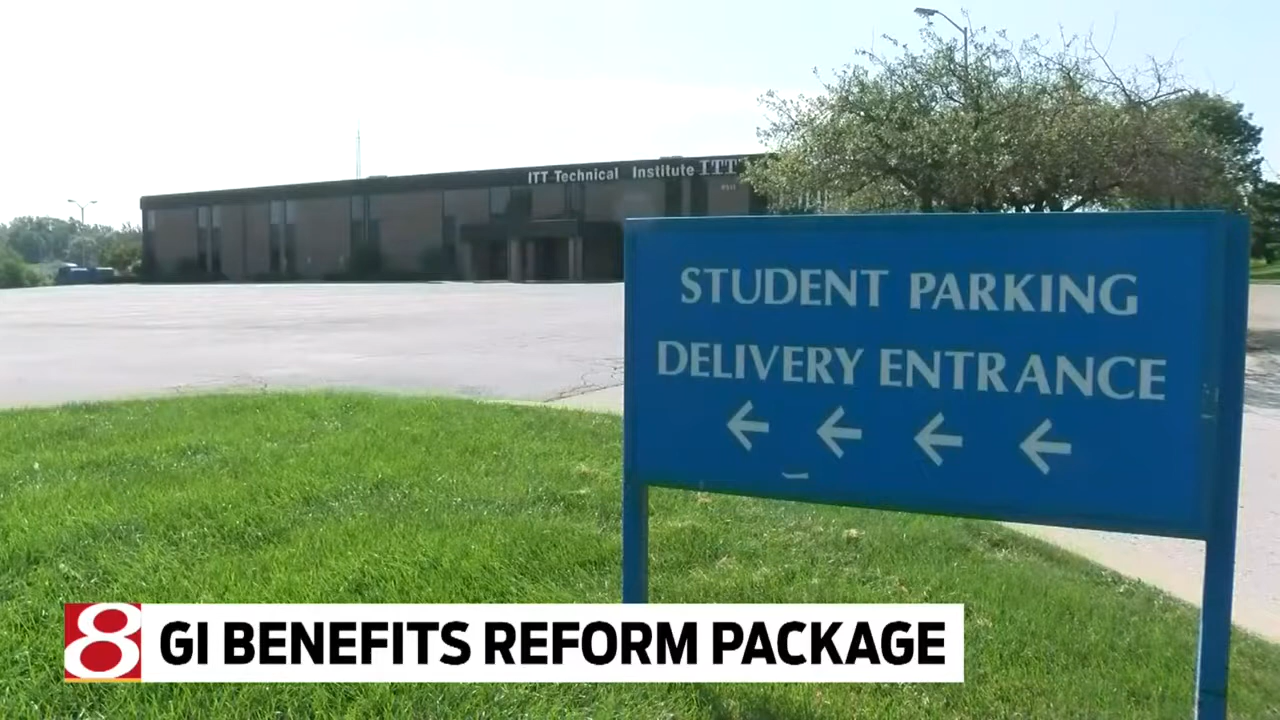 ITT Technical Institute ITT
STUDENT PARKING
DELIVERY ENTRANCE
← ← ← ←
8 GI BENEFITS REFORM PACKAGE